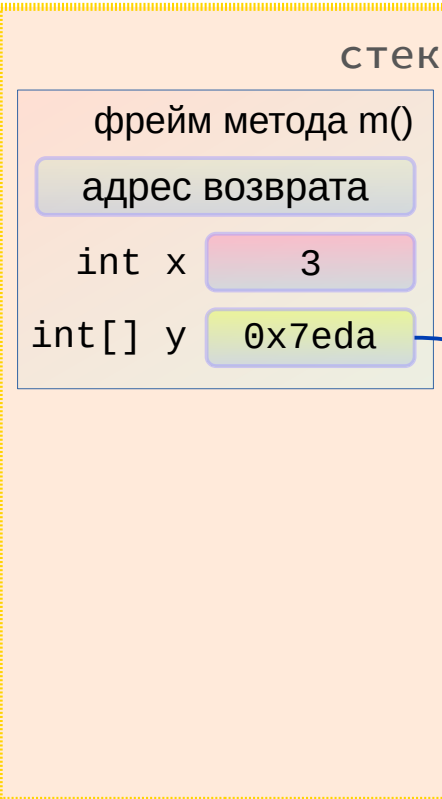 стек
фрейм метода m()
адрес возврата
int x 3
int[] y 0x7eda